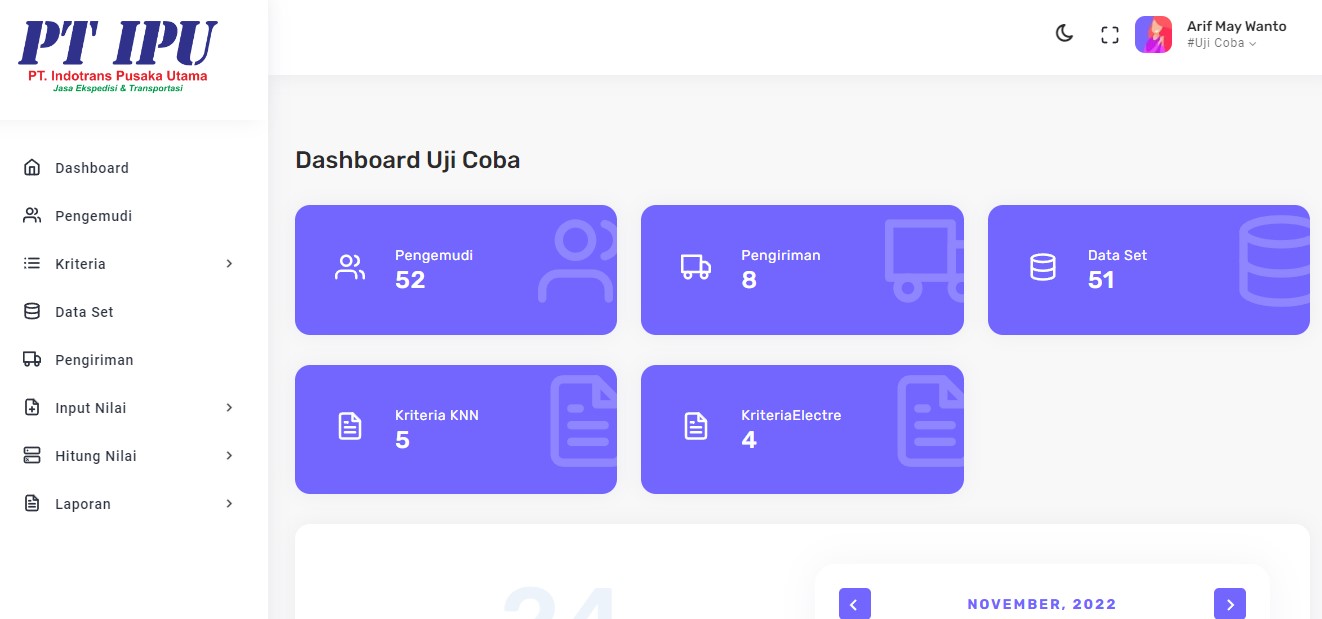 PT IPU
PT. Indotrans Pusaka Utama
Jasa Ekspedisi & Transportasi
Arif May Wanto
#Uji Coba
Dashboard
Pengemudi
Kriteria
Data Set
Pengiriman
Input Nilai
Hitung Nilai
Laporan
Dashboard Uji Coba
Pengemudi
52
Pengiriman
8
Data Set
51
Kriteria KNN
5
KriteriaElectre
4
24
NOVEMBER, 2022